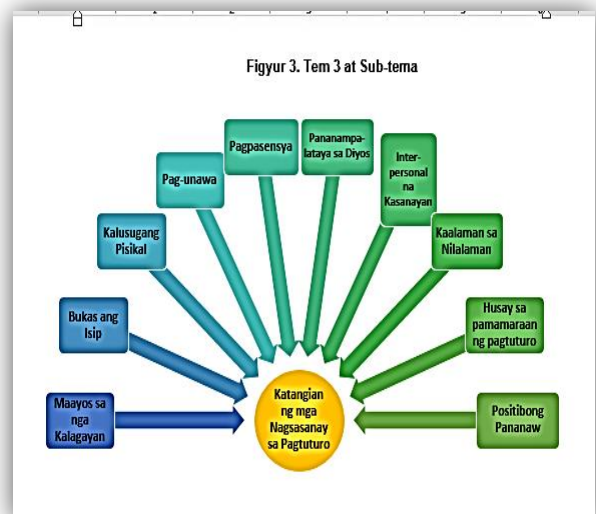 Figyur 3. Tem 3 at Sub-tema
Maayos sa
nga
Kalagayan
Bukas ang
Isip
Kalusugang
Pisikal
Pag-unawa
Pagpasensya
Pananampa-
lataya sa Diyos
Inter-
personal
na
Kasanayan
Kaalaman sa
Nilalaman
Husay sa
pamamaraan
ng pagtuturo
Positibong
Pananaw
Katangian
ng mga
Nagsasanay
sa Pagtuturo